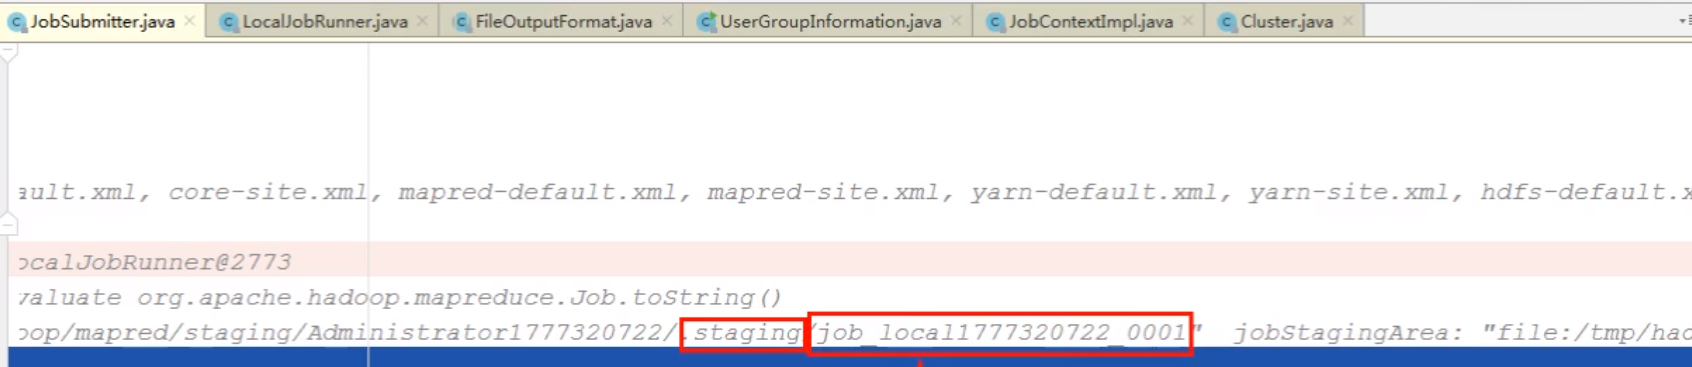 JobSubmitter.java LocalJobRunner.java FileOutputFormat.java UserGroupInformation.java JobContextImpl.java Cluster.java
ault.xml, core-site.xml, mapred-default.xml, mapred-site.xml, yarn-default.xml, yarn-site.xml, hdfs-default.x
ocalJobRunner@2773
valuate org.apache.hadoop.mapreduce.Job.toString()
oop/mapred/staging/Administrator1777320722/.staging/job_local1777320722_0001" jobStagingArea: "file:/tmp/had